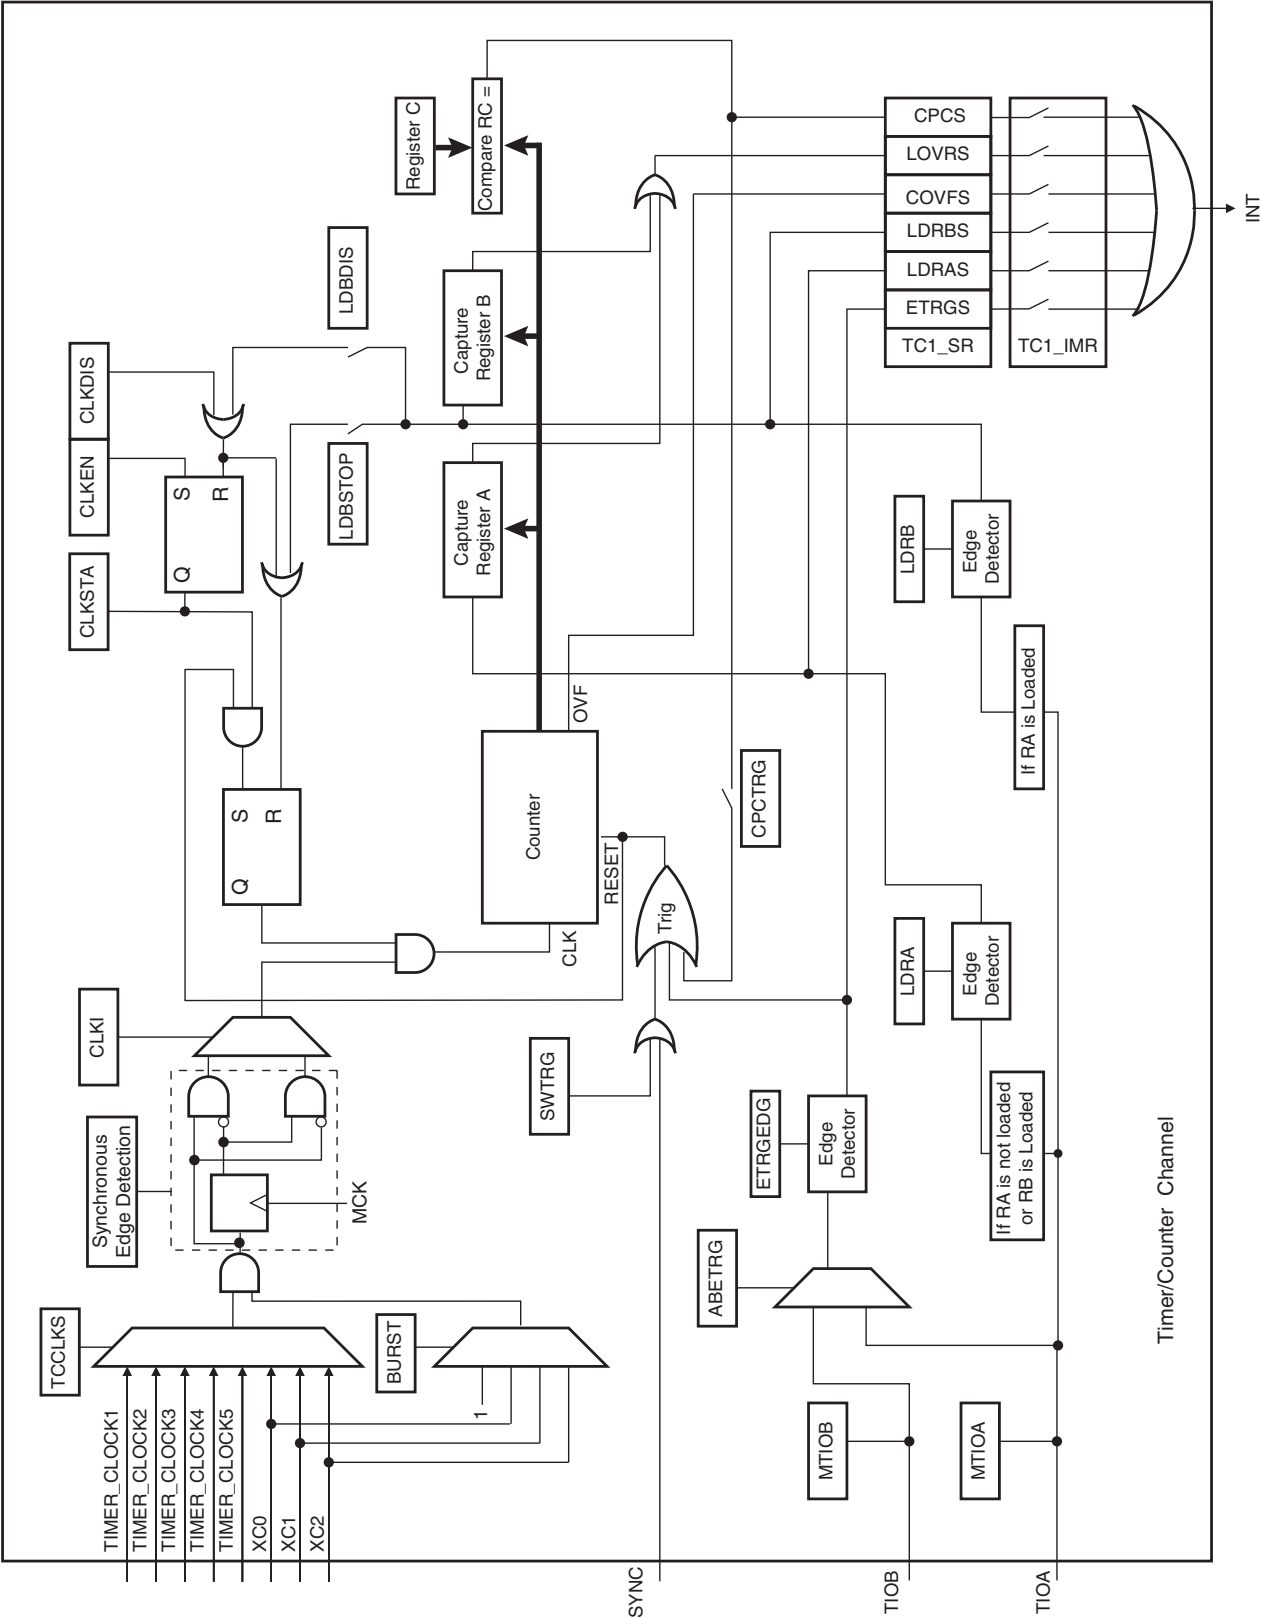 TCCLKS
TIMER_CLOCK1
TIMER_CLOCK2
TIMER_CLOCK3
TIMER_CLOCK4
TIMER_CLOCK5
XC0
XC1
XC2
Synchronous
Edge Detection
CLKI
MCK
BURST
1
CLKSTA
CLKEN
CLKDIS
Q
S
R
Q
S
R
LDBSTOP
LDBDIS
Register C
Capture
Register A
Capture
Register B
Compare RC =
Counter
CLK
RESET
OVF
SWTRG
SYNC
Trig
CPCTRG
ABETRG
ETRGEDG
Edge
Detector
MTIOB
TIOB
MTIOA
TIOA
LDRA
Edge
Detector
If RA is not loaded
or RB is Loaded
LDRB
Edge
Detector
If RA is Loaded
CPCS
LOVRS
COVFS
LDRBS
LDRAS
ETRGS
TC1_SR
TC1_IMR
INT
Timer/Counter Channel